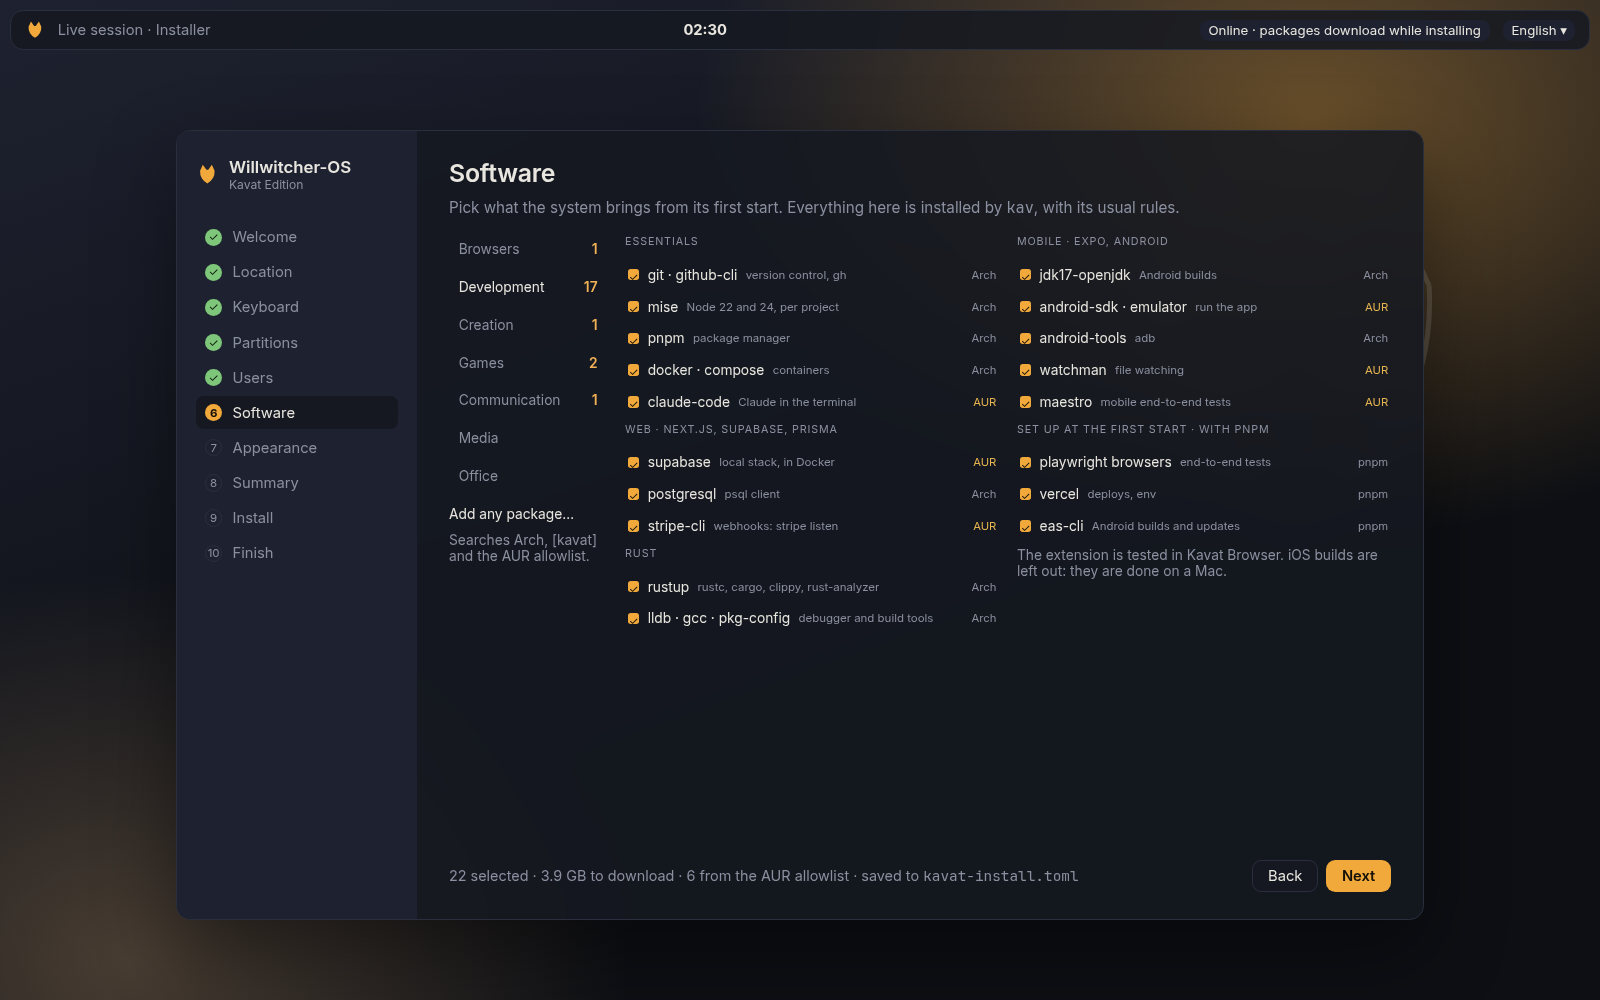 Live session · Installer
02:30
Online · packages download while installing
English ▾
Willwitcher-OS
Kavat Edition
Welcome
Location
Keyboard
Partitions
Users
6 Software
7 Appearance
8 Summary
9 Install
10 Finish
Software
Pick what the system brings from its first start. Everything here is installed by kav, with its usual rules.
Browsers 1
Development 17
Creation 1
Games 2
Communication 1
Media
Office
Add any package...
Searches Arch, [kavat]
and the AUR allowlist.
ESSENTIALS
git · github-cli version control, gh Arch
mise Node 22 and 24, per project Arch
pnpm package manager Arch
docker · compose containers Arch
claude-code Claude in the terminal AUR
WEB · NEXT.JS, SUPABASE, PRISMA
supabase local stack, in Docker AUR
postgresql psql client Arch
stripe-cli webhooks: stripe listen AUR
RUST
rustup rustc, cargo, clippy, rust-analyzer Arch
lldb · gcc · pkg-config debugger and build tools Arch
MOBILE · EXPO, ANDROID
jdk17-openjdk Android builds Arch
android-sdk · emulator run the app AUR
android-tools adb Arch
watchman file watching AUR
maestro mobile end-to-end tests AUR
SET UP AT THE FIRST START · WITH PNPM
playwright browsers end-to-end tests pnpm
vercel deploys, env pnpm
eas-cli Android builds and updates pnpm
The extension is tested in Kavat Browser. iOS builds are
left out: they are done on a Mac.
22 selected · 3.9 GB to download · 6 from the AUR allowlist · saved to kavat-install.toml
Back
Next